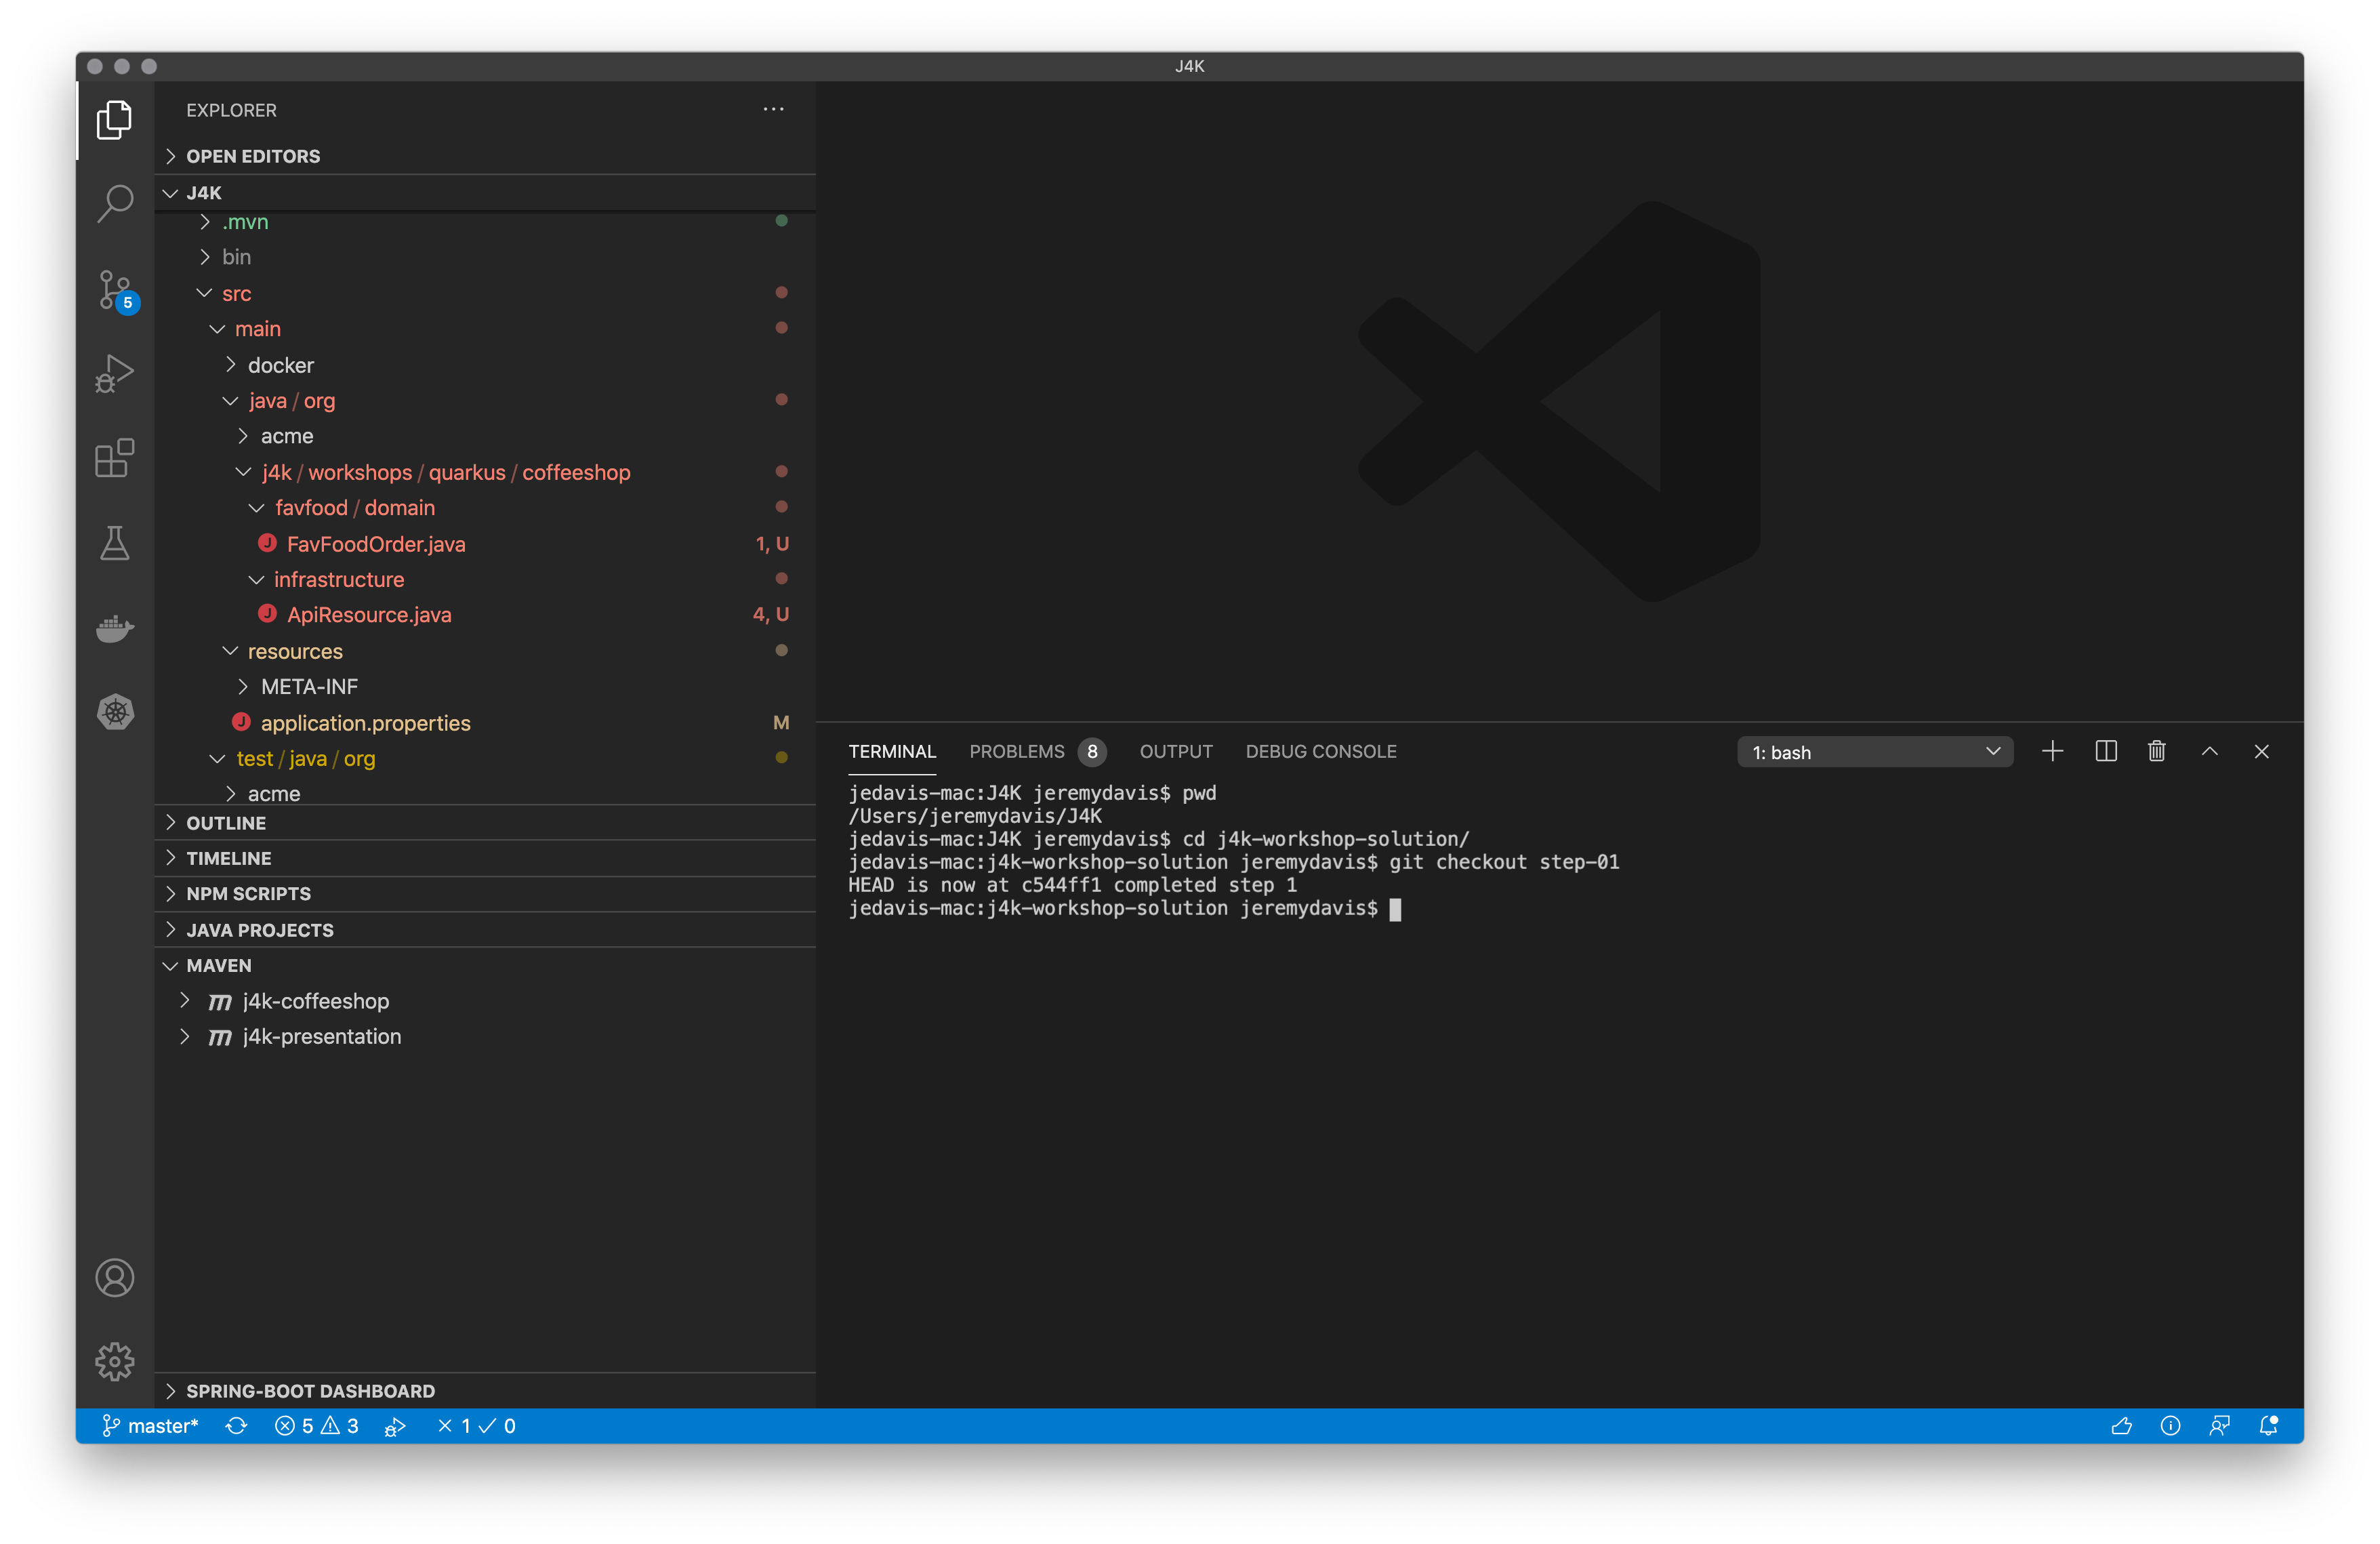 J4K
EXPLORER
OPEN EDITORS
J4K
.mvn
bin
src
main
docker
java / org
acme
j4k / workshops / quarkus / coffeeshop
favfood / domain
J FavFoodOrder.java 1, U
infrastructure
J ApiResource.java 4, U
resources
META-INF
J application.properties M
test / java / org
acme
OUTLINE
TIMELINE
NPM SCRIPTS
JAVA PROJECTS
MAVEN
m j4k-coffeeshop
m j4k-presentation
SPRING-BOOT DASHBOARD
5
TERMINAL PROBLEMS 8 OUTPUT DEBUG CONSOLE 1: bash
jedavis-mac:J4K jeremydavis$ pwd
/Users/jeremydavis/J4K
jedavis-mac:J4K jeremydavis$ cd j4k-workshop-solution/
jedavis-mac:j4k-workshop-solution jeremydavis$ git checkout step-01
HEAD is now at c544ff1 completed step 1
jedavis-mac:j4k-workshop-solution jeremydavis$
master* 5 3 1 0